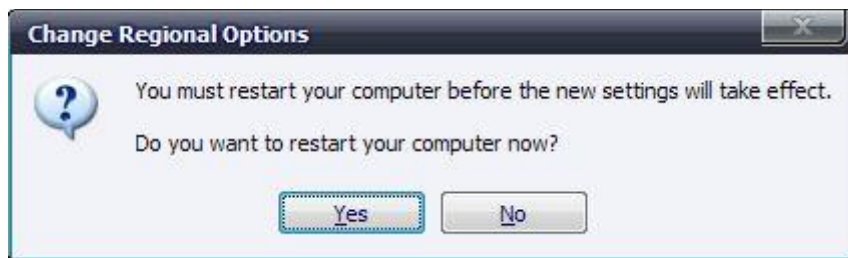 Change Regional Options
You must restart your computer before the new settings will take effect.
Do you want to restart your computer now?
Yes No